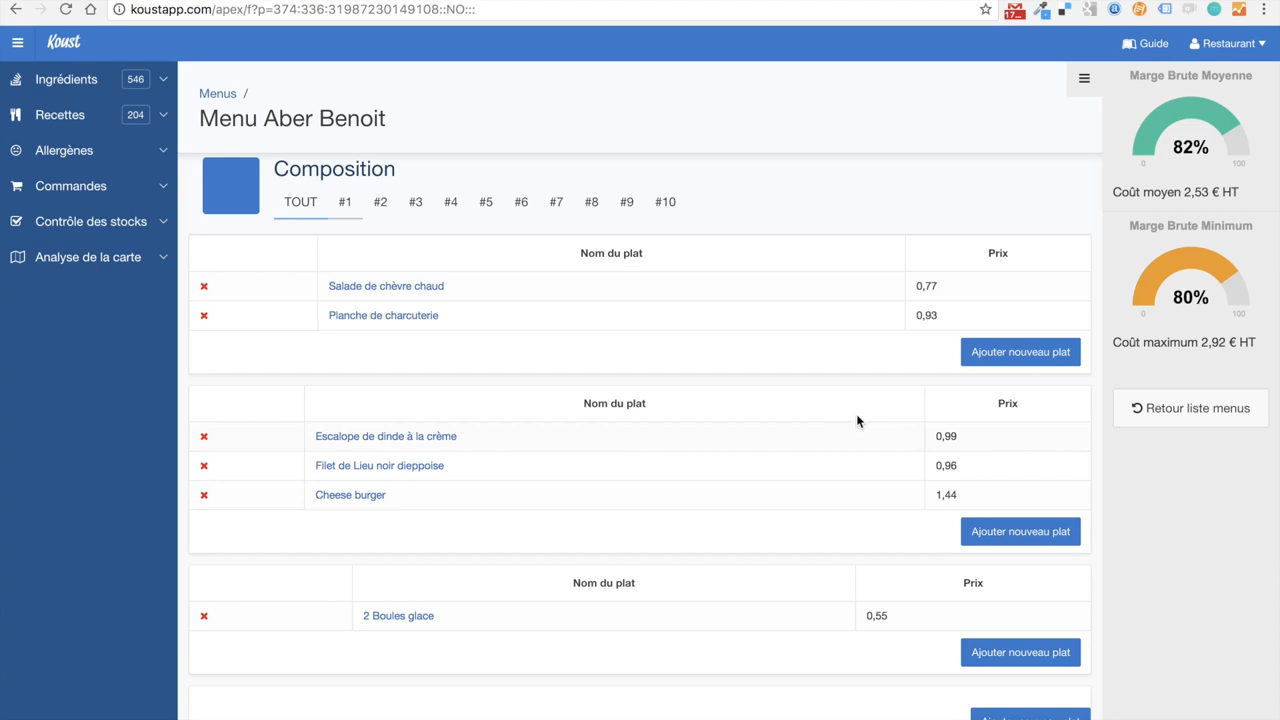 koustapp.com/apex/f?p=374:336:31987230149108::NO:::
17...
Koust
Guide
Restaurant
Ingrédients 546
Recettes 204
Allergènes
Commandes
Contrôle des stocks
Analyse de la carte
Menus /
Menu Aber Benoit
Composition
TOUT #1 #2 #3 #4 #5 #6 #7 #8 #9 #10
Nom du plat Prix
Salade de chèvre chaud 0,77
Planche de charcuterie 0,93
Ajouter nouveau plat
Nom du plat Prix
Escalope de dinde à la crème 0,99
Filet de Lieu noir dieppoise 0,96
Cheese burger 1,44
Ajouter nouveau plat
Nom du plat Prix
2 Boules glace 0,55
Ajouter nouveau plat
Ajouter nouveau plat
Marge Brute Moyenne
82%
0 100
Coût moyen 2,53 € HT
Marge Brute Minimum
80%
0 100
Coût maximum 2,92 € HT
Retour liste menus